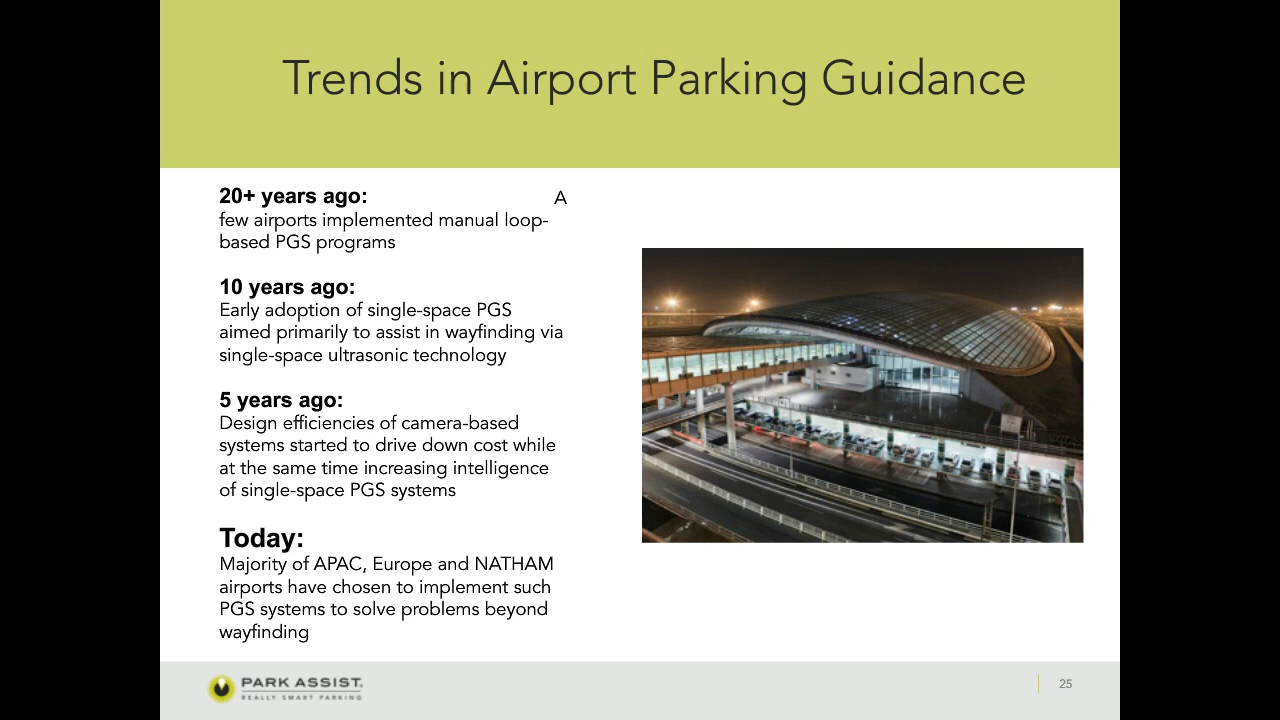 Trends in Airport Parking Guidance
20+ years ago: A
few airports implemented manual loop-
based PGS programs
10 years ago:
Early adoption of single-space PGS
aimed primarily to assist in wayfinding via
single-space ultrasonic technology
5 years ago:
Design efficiencies of camera-based
systems started to drive down cost while
at the same time increasing intelligence
of single-space PGS systems
Today:
Majority of APAC, Europe and NATHAM
airports have chosen to implement such
PGS systems to solve problems beyond
wayfinding
PARK ASSIST.
REALLY SMART PARKING
25